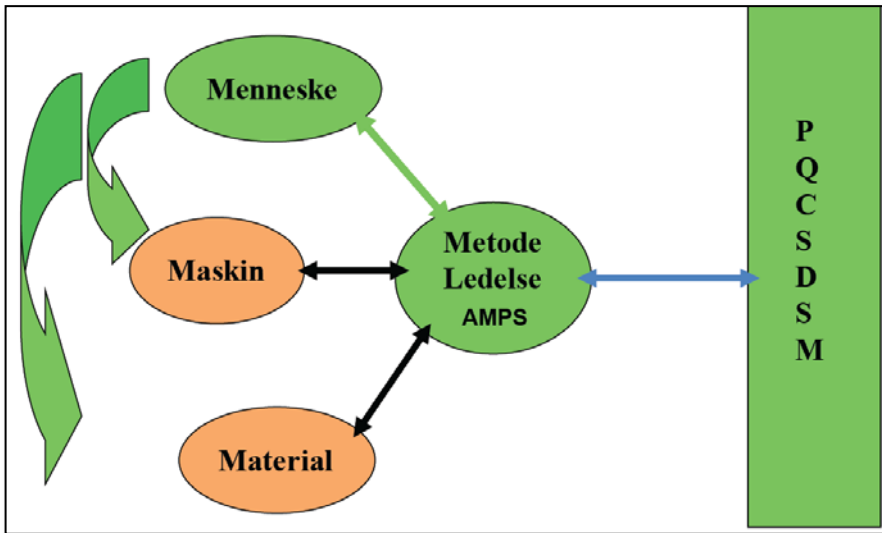 Menneske
Maskin
Material
Metode
Ledelse
AMPS
P
Q
C
S
D
S
M